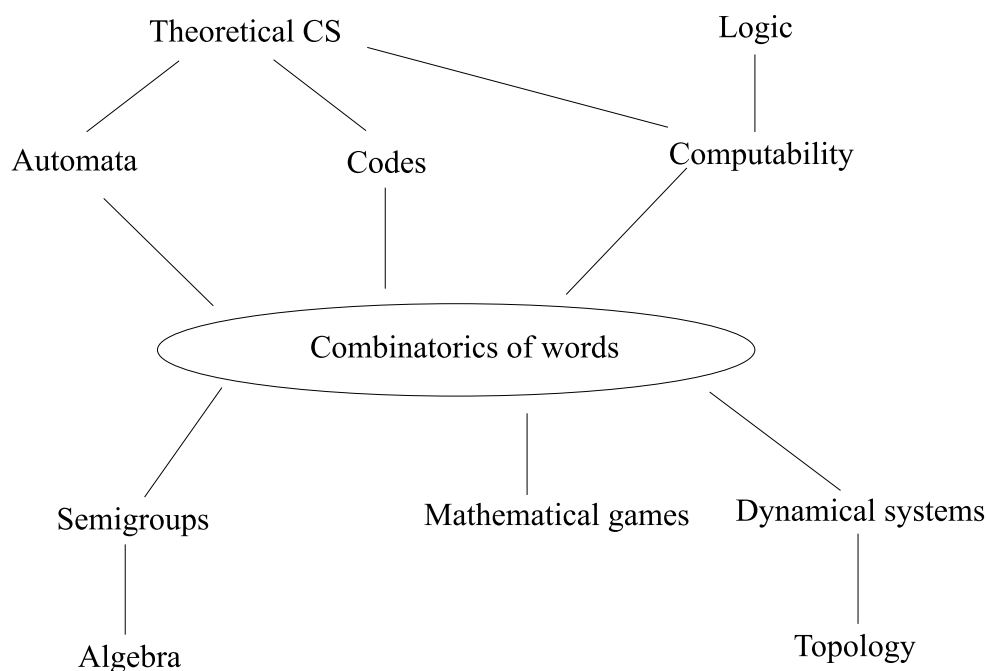 Theoretical CS
Logic
Automata
Codes
Computability
Combinatorics of words
Semigroups
Mathematical games
Dynamical systems
Algebra
Topology